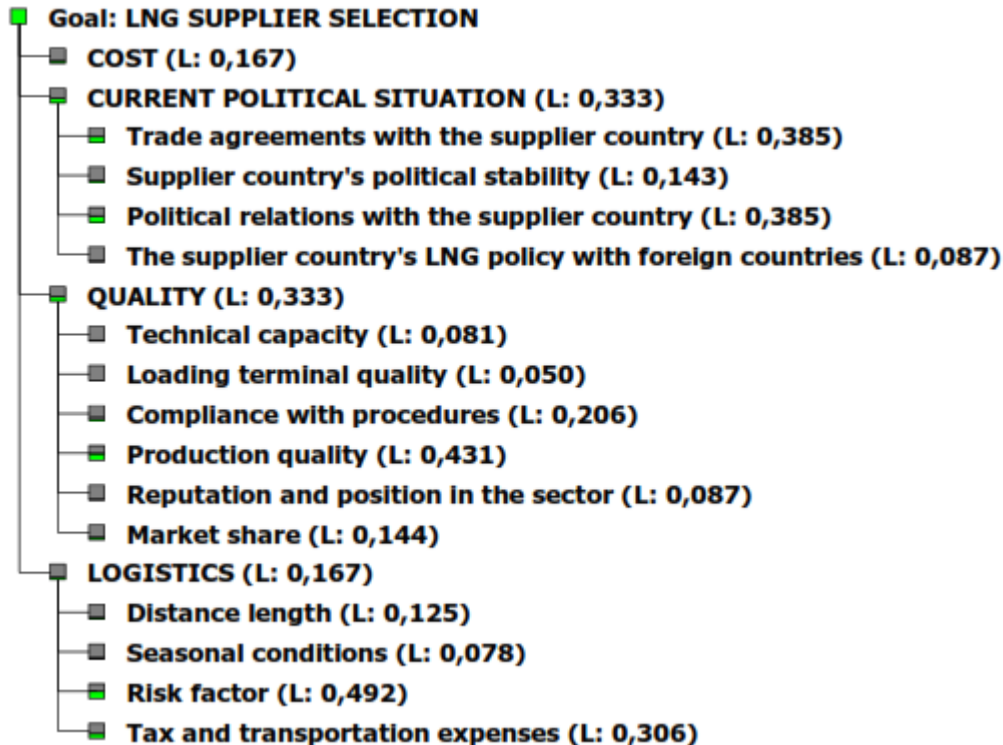 Goal: LNG SUPPLIER SELECTION
COST (L: 0,167)
CURRENT POLITICAL SITUATION (L: 0,333)
Trade agreements with the supplier country (L: 0,385)
Supplier country's political stability (L: 0,143)
Political relations with the supplier country (L: 0,385)
The supplier country's LNG policy with foreign countries (L: 0,087)
QUALITY (L: 0,333)
Technical capacity (L: 0,081)
Loading terminal quality (L: 0,050)
Compliance with procedures (L: 0,206)
Production quality (L: 0,431)
Reputation and position in the sector (L: 0,087)
Market share (L: 0,144)
LOGISTICS (L: 0,167)
Distance length (L: 0,125)
Seasonal conditions (L: 0,078)
Risk factor (L: 0,492)
Tax and transportation expenses (L: 0,306)